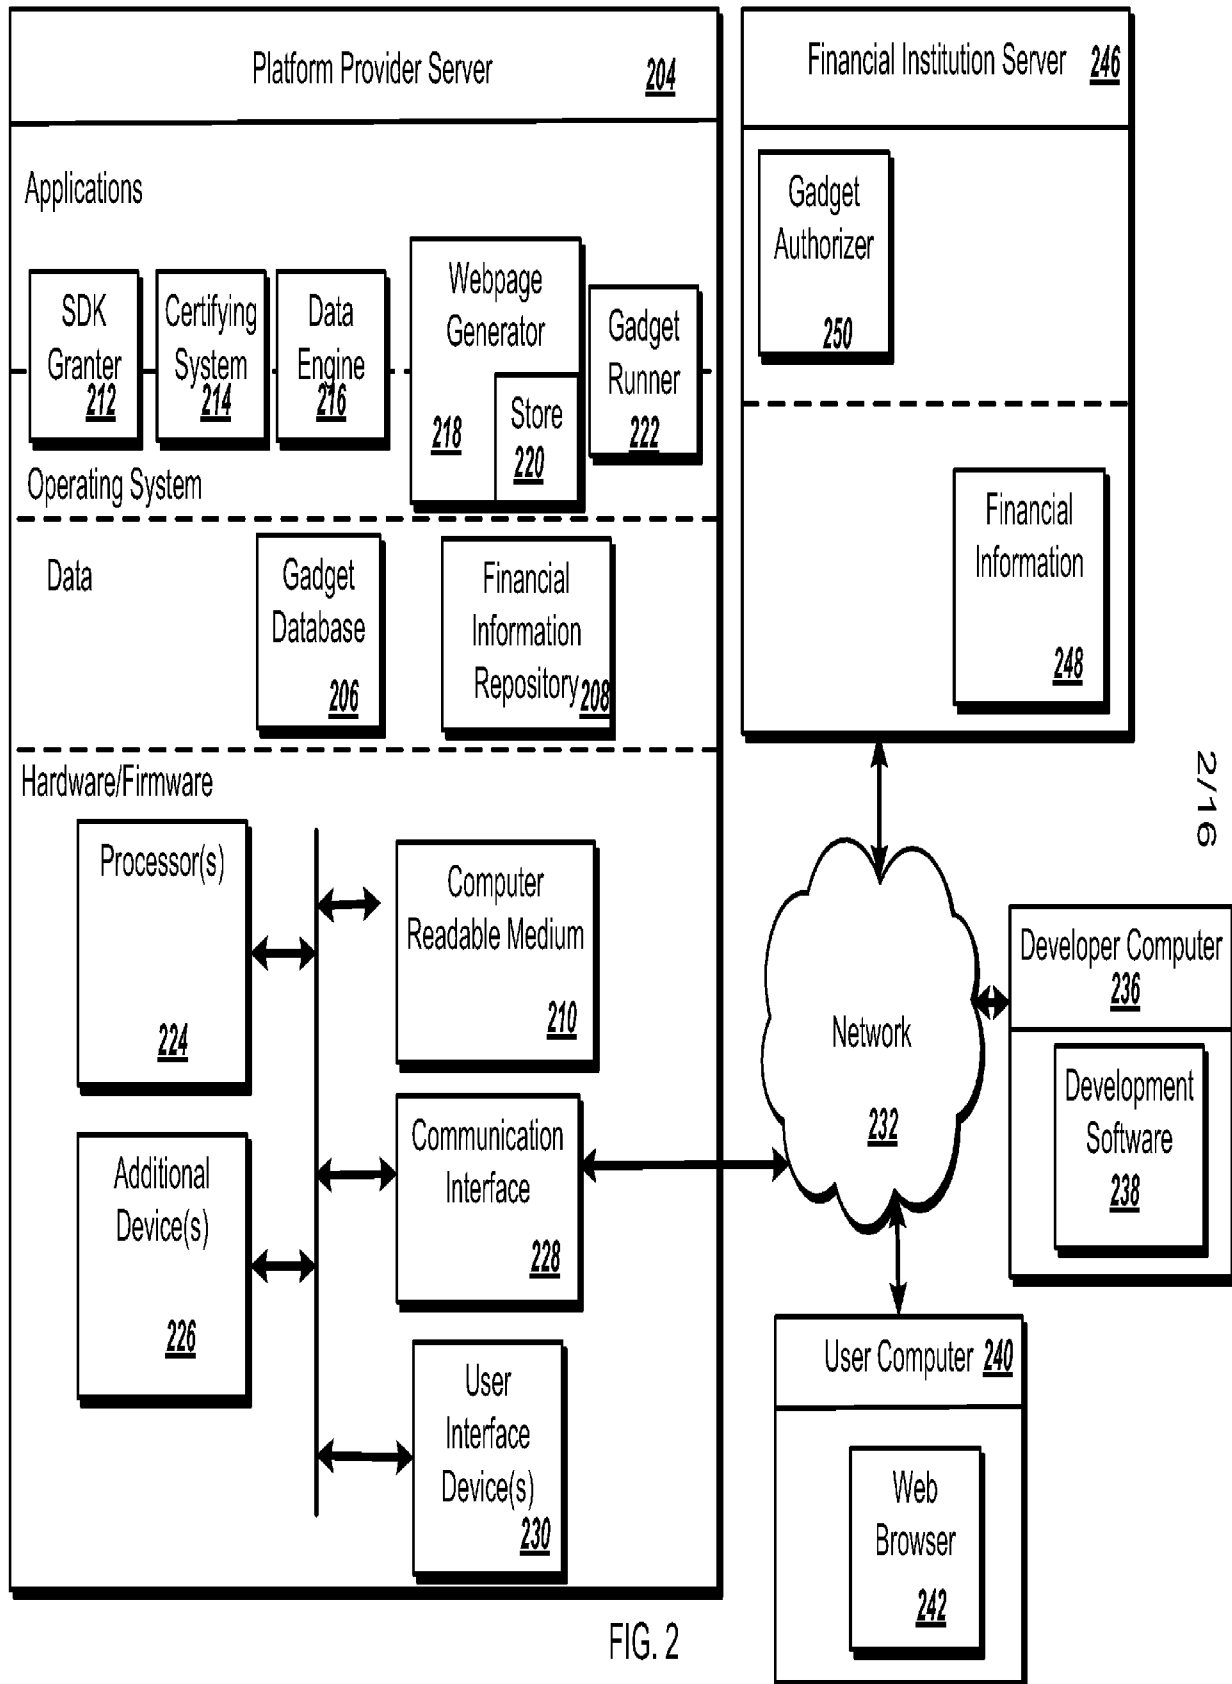 Platform Provider Server 204
Applications
SDK
Granter
212
Certifying
System
214
Data
Engine
216
Webpage
Generator
218
Store
220
Gadget
Runner
222
Operating System
Data
Gadget
Database
206
Financial
Information
Repository
208
Hardware/Firmware
Processor(s)
224
Computer
Readable Medium
210
Additional
Device(s)
226
Communication
Interface
228
User
Interface
Device(s)
230
Financial Institution Server 246
Gadget
Authorizer
250
Financial
Information
248
2/16
Network
232
Developer Computer
236
Development
Software
238
User Computer 240
Web
Browser
242
FIG. 2